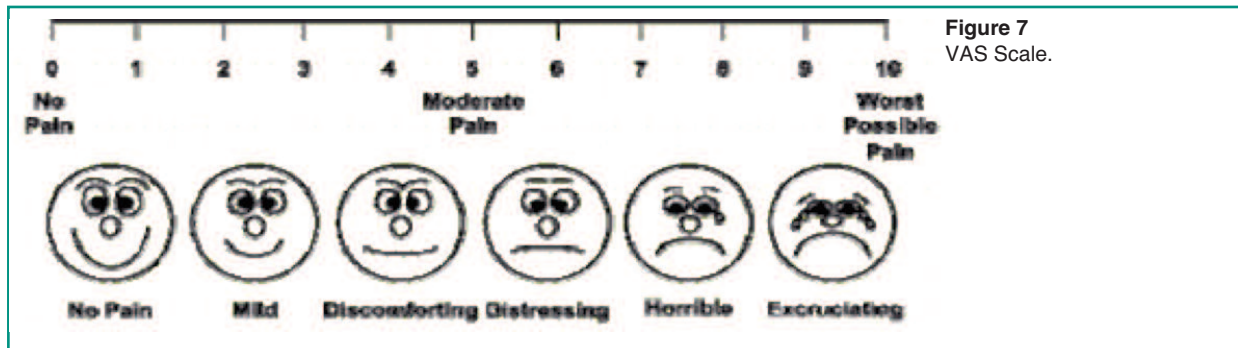 Figure 7
VAS Scale.
0 1 2 3 4 5 6 7 8 9 10
No Pain
Moderate Pain
Worst Possible Pain
No Pain Mild Discomforting Distressing Horrible Excruciating